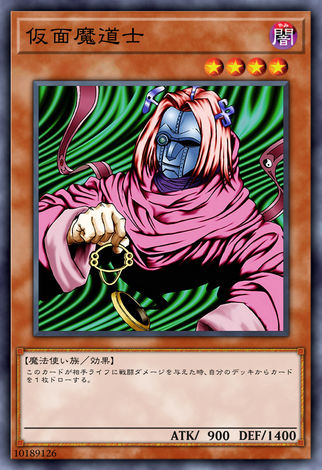 仮面魔道士
やみ
闇
【魔法使い族／効果】
このカードが相手ライフに戦闘ダメージを与えた時、自分のデッキからカード
を１枚ドローする。
ATK/ 900 DEF/1400
10189126